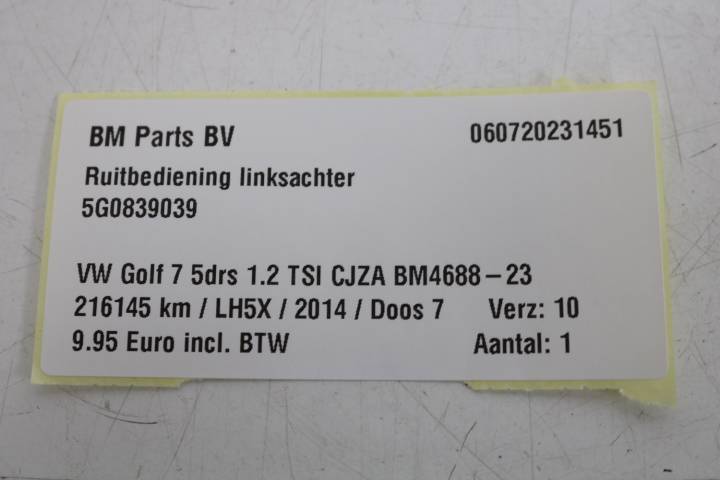 BM Parts BV 060720231451
Ruitbediening linksachter
5G0839039
VW Golf 7 5drs 1.2 TSI CJZA BM4688-23
216145 km / LH5X / 2014 / Doos 7 Verz: 10
9.95 Euro incl. BTW Aantal: 1